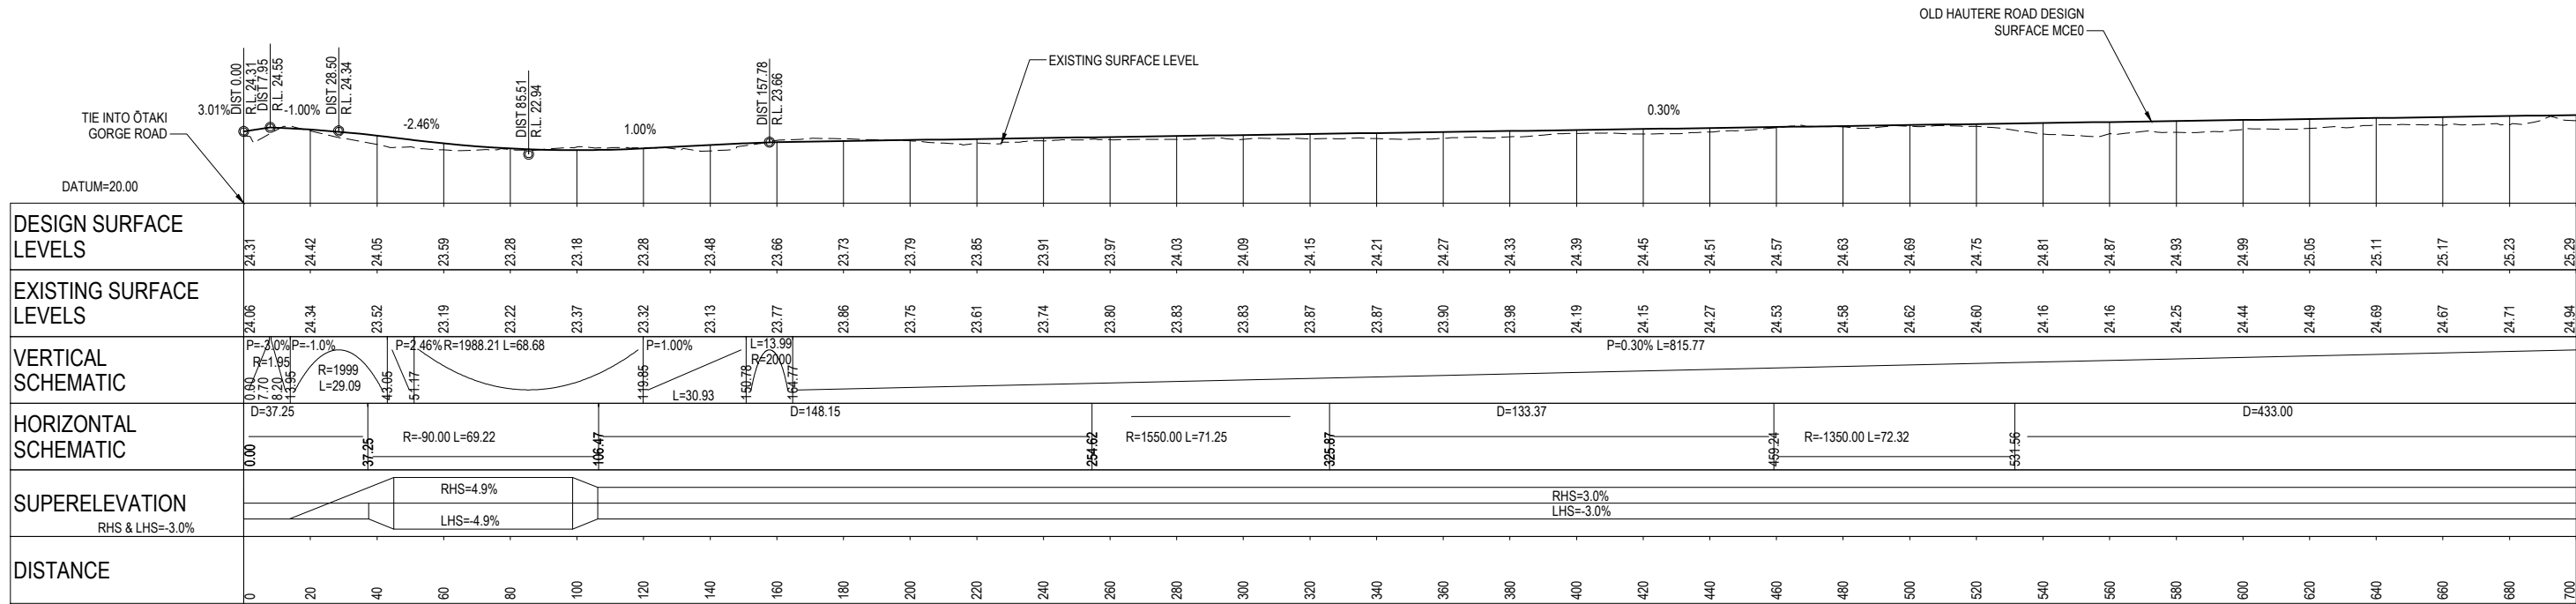 OLD HAUTERE ROAD DESIGN
SURFACE MCE0
EXISTING SURFACE LEVEL
TIE INTO ŌTAKI
GORGE ROAD
3.01%
DIST 0.00
R.L. 24.31
DIST 7.95
R.L. 24.55
-1.00%
DIST 28.50
R.L. 24.34
-2.46%
DIST 85.51
R.L. 22.94
1.00%
DIST 157.78
R.L. 23.66
0.30%
DATUM=20.00
DESIGN SURFACE
LEVELS
24.31 24.42 24.05 23.59 23.28 23.18 23.28 23.48 23.66 23.73 23.79 23.85 23.91 23.97 24.03 24.09 24.15 24.21 24.27 24.33 24.39 24.45 24.51 24.57 24.63 24.69 24.75 24.81 24.87 24.93 24.99 25.05 25.11 25.17 25.23 25.29
EXISTING SURFACE
LEVELS
24.06 24.34 23.52 23.19 23.22 23.37 23.32 23.13 23.77 23.86 23.75 23.61 23.74 23.80 23.83 23.83 23.87 23.87 23.90 23.98 24.19 24.15 24.27 24.53 24.58 24.62 24.60 24.16 24.16 24.25 24.44 24.49 24.69 24.67 24.71 24.94
VERTICAL
SCHEMATIC
P=-3.0% P=-1.0% P=2.46% R=1988.21 L=68.68 P=1.00% L=13.99 P=0.30% L=815.77
R=1.95 R=1999 R=2000
L=29.09 L=30.93
0.00 7.70 8.20 13.95 43.05 51.17 119.85 150.78 164.77
HORIZONTAL
SCHEMATIC
D=37.25 D=148.15 D=133.37 D=433.00
R=-90.00 L=69.22 R=1550.00 L=71.25 R=-1350.00 L=72.32
0.00 37.25 106.47 254.62 325.87 459.24 531.56
SUPERELEVATION
RHS & LHS=-3.0%
RHS=4.9% RHS=3.0%
LHS=-4.9% LHS=-3.0%
DISTANCE
0 20 40 60 80 100 120 140 160 180 200 220 240 260 280 300 320 340 360 380 400 420 440 460 480 500 520 540 560 580 600 620 640 660 680 700